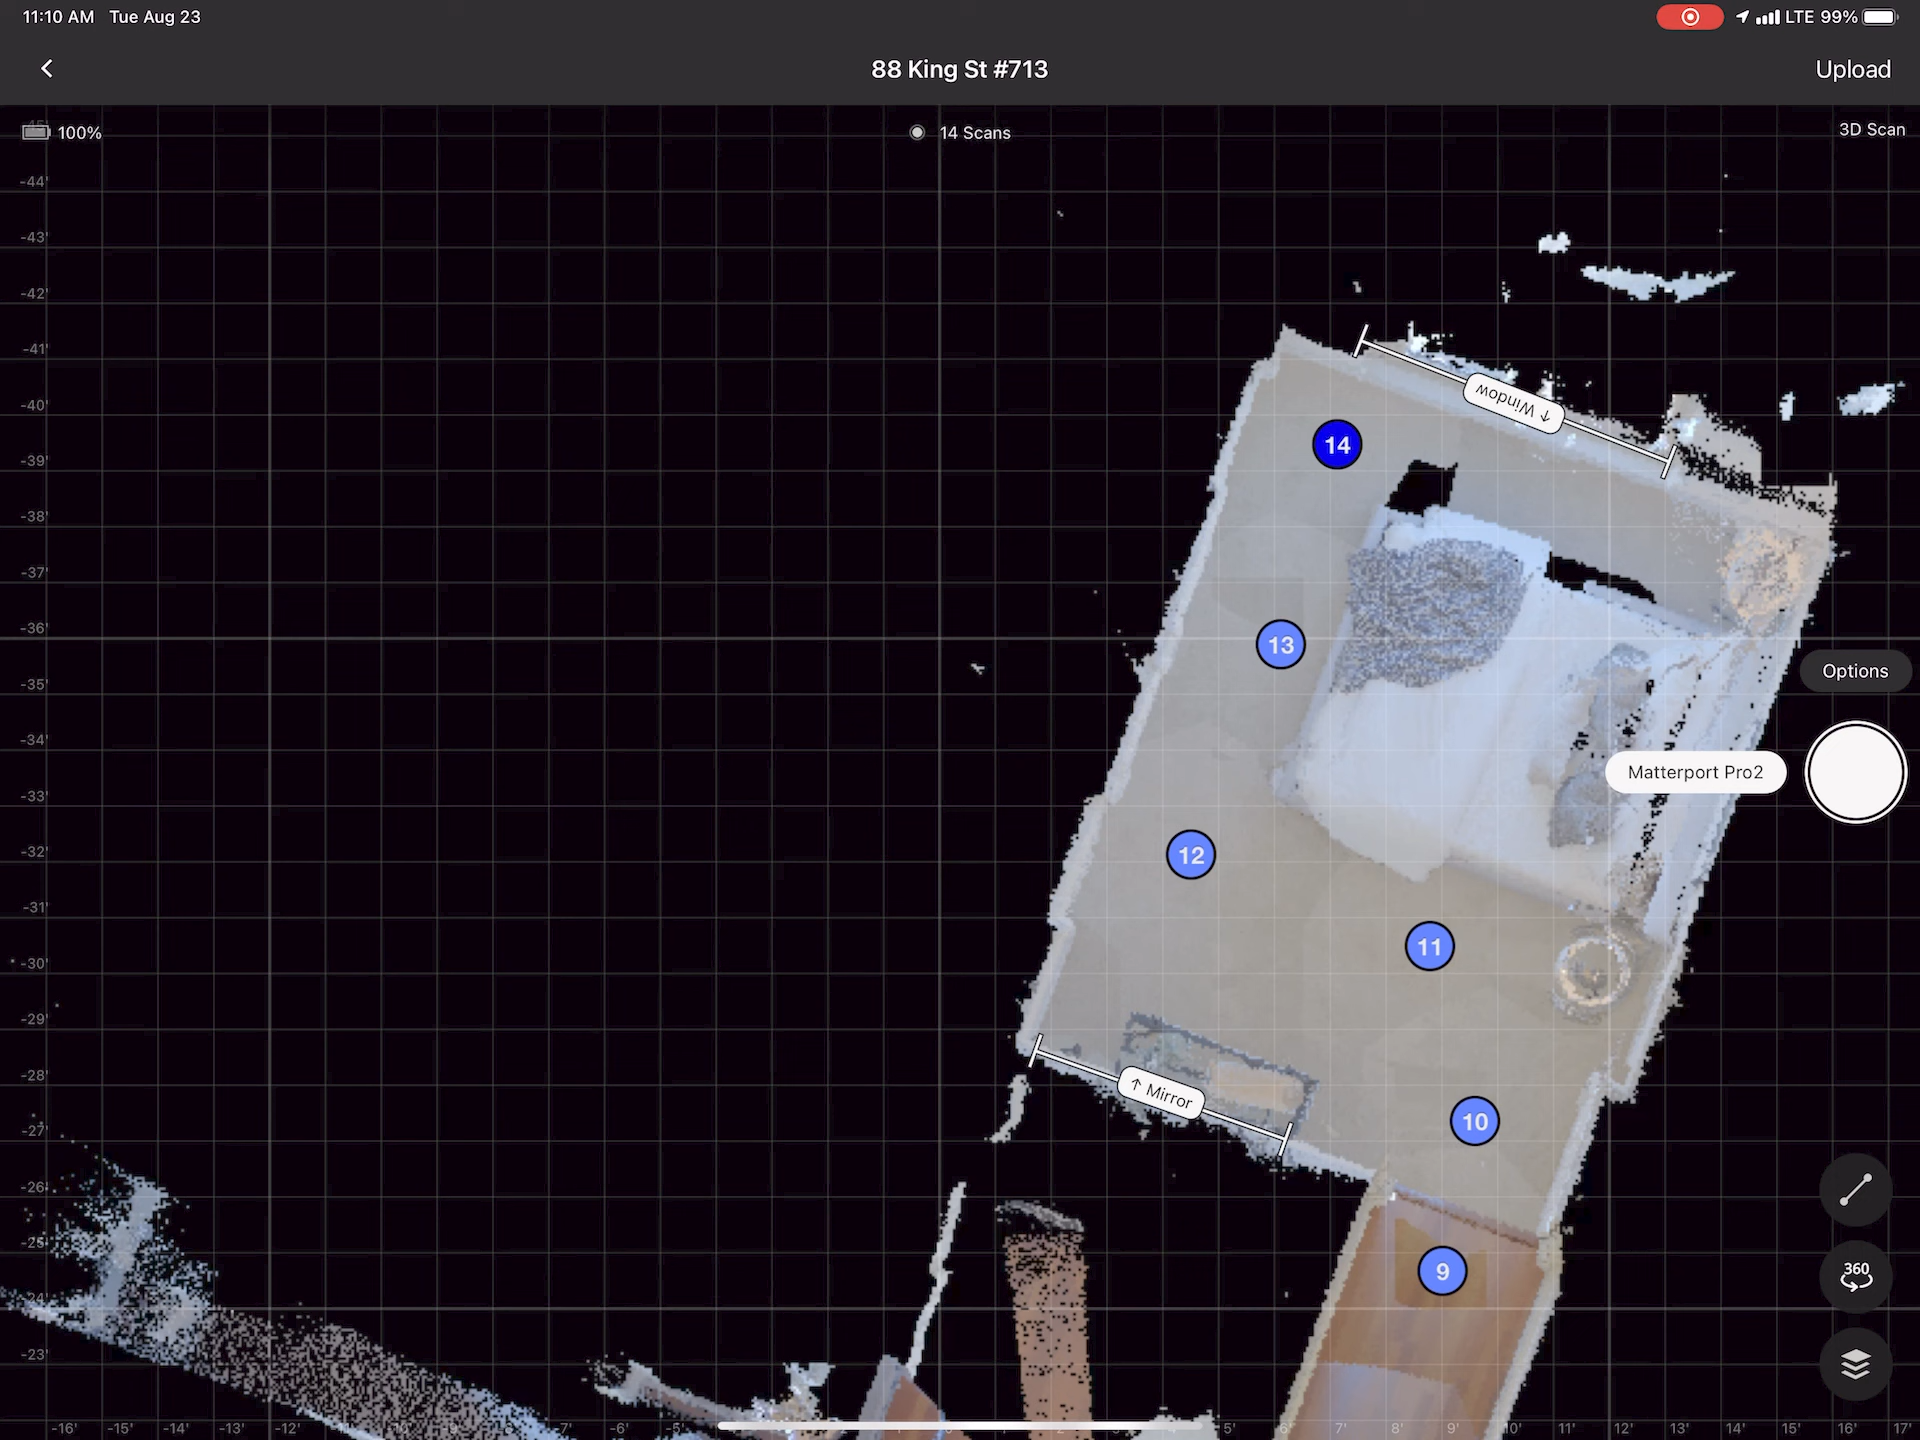 11:10 AM Tue Aug 23
LTE 99%
88 King St #713
Upload
100%
14 Scans
3D Scan
-44'
-43'
-42'
-41'
-40'
-39'
-38'
-37'
-36'
-35'
-34'
-33'
-32'
-31'
-30'
-29'
-28'
-27'
-26'
-25'
-24'
-23'
↑ Window
14
13
12
11
10
9
Options
Matterport Pro2
↑ Mirror
360
-16' -15' -14' -13' -12' -10' -9' -7' -6' -5' 5' 6' 7' 8' 9' 10' 11' 12' 13' 14' 15' 16' 17'